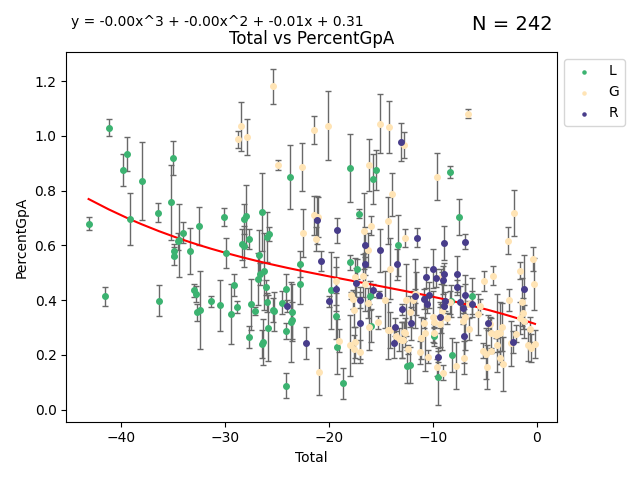 y = -0.00x^3 + -0.00x^2 + -0.01x + 0.31
N = 242
Total vs PercentGpA
L
G
R
PercentGpA
1.2
1.0
0.8
0.6
0.4
0.2
0.0
−40
−30
−20
−10
0
Total